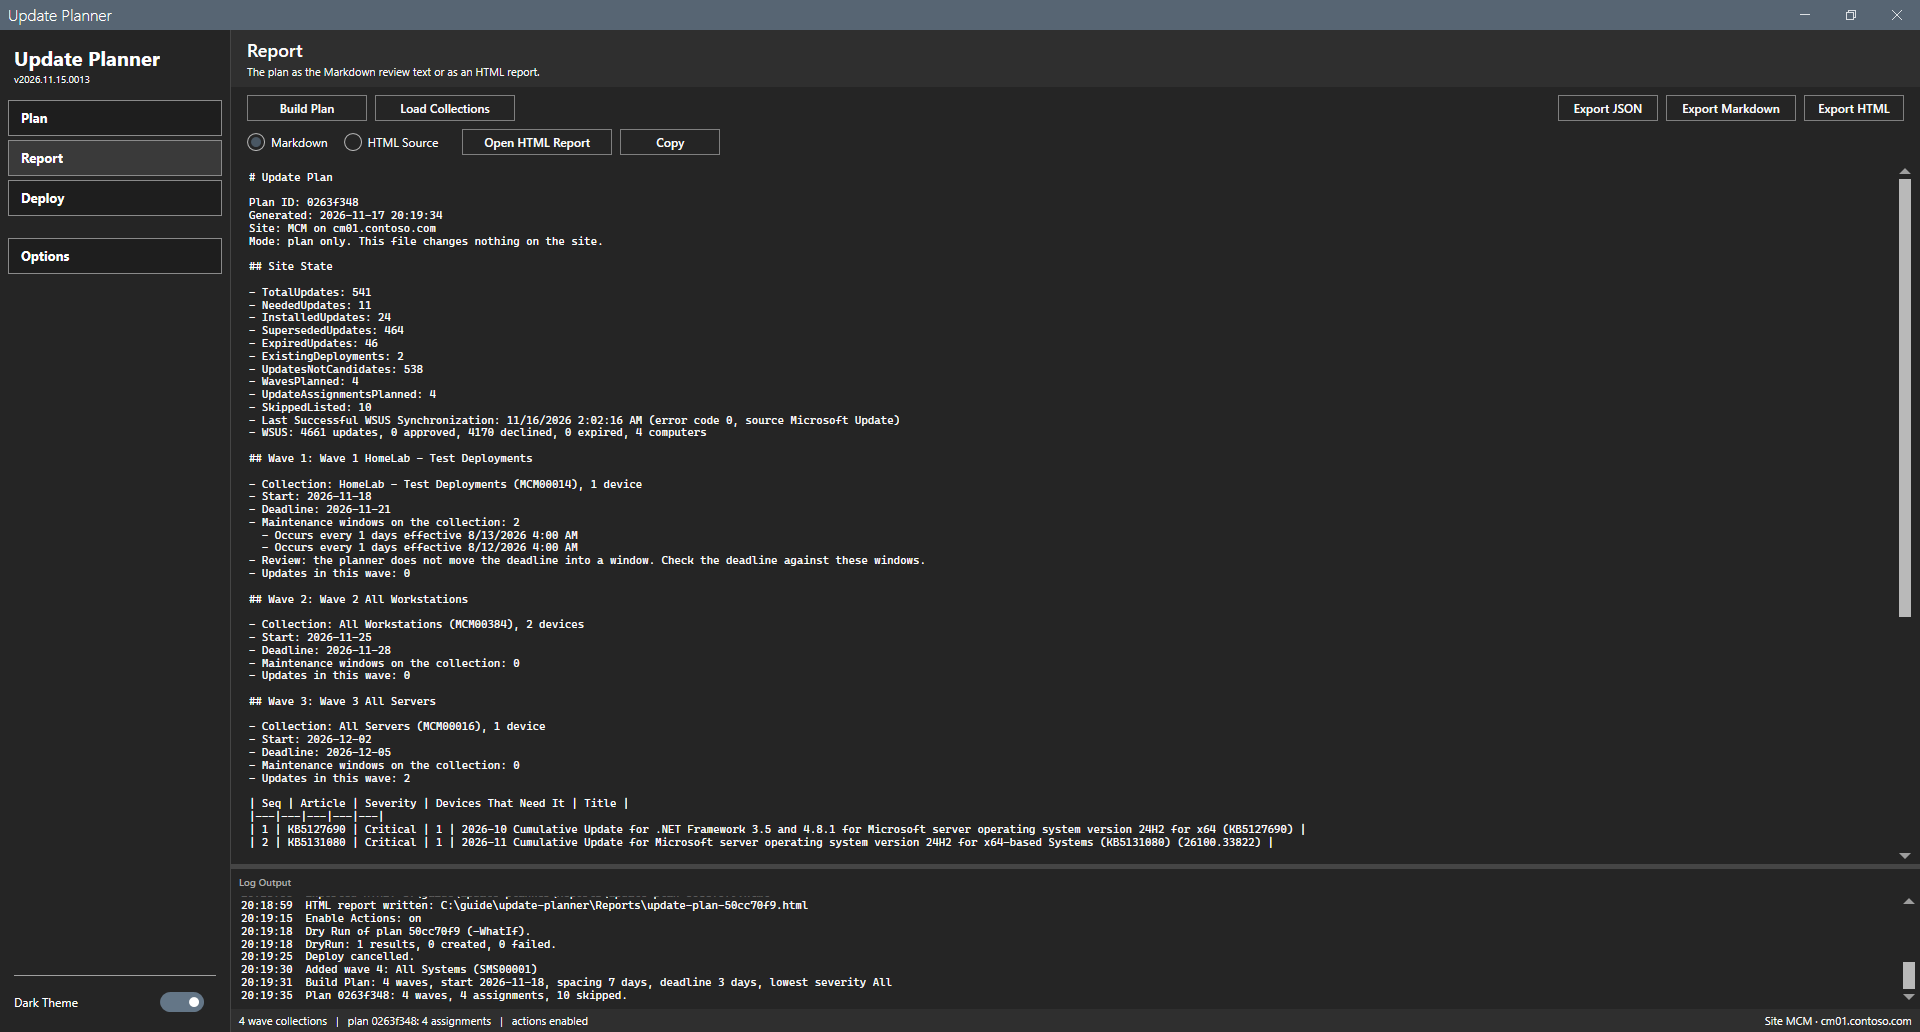 Update Planner
Update Planner
v2026.11.15.0013
Plan
Report
Deploy
Options
Dark Theme
Report
The plan as the Markdown review text or as an HTML report.
Build Plan
Load Collections
Export JSON
Export Markdown
Export HTML
Markdown
HTML Source
Open HTML Report
Copy
# Update Plan
Plan ID: 0263f348
Generated: 2026-11-17 20:19:34
Site: MCM on cm01.contoso.com
Mode: plan only. This file changes nothing on the site.
## Site State
- TotalUpdates: 541
- NeededUpdates: 11
- InstalledUpdates: 24
- SupersededUpdates: 464
- ExpiredUpdates: 46
- ExistingDeployments: 2
- UpdatesNotCandidates: 538
- WavesPlanned: 4
- UpdateAssignmentsPlanned: 4
- SkippedListed: 10
- Last Successful WSUS Synchronization: 11/16/2026 2:02:16 AM (error code 0, source Microsoft Update)
- WSUS: 4661 updates, 0 approved, 4170 declined, 0 expired, 4 computers
## Wave 1: Wave 1 HomeLab - Test Deployments
- Collection: HomeLab - Test Deployments (MCM00014), 1 device
- Start: 2026-11-18
- Deadline: 2026-11-21
- Maintenance windows on the collection: 2
- Occurs every 1 days effective 8/13/2026 4:00 AM
- Occurs every 1 days effective 8/12/2026 4:00 AM
- Review: the planner does not move the deadline into a window. Check the deadline against these windows.
- Updates in this wave: 0
## Wave 2: Wave 2 All Workstations
- Collection: All Workstations (MCM00384), 2 devices
- Start: 2026-11-25
- Deadline: 2026-11-28
- Maintenance windows on the collection: 0
- Updates in this wave: 0
## Wave 3: Wave 3 All Servers
- Collection: All Servers (MCM00016), 1 device
- Start: 2026-12-02
- Deadline: 2026-12-05
- Maintenance windows on the collection: 0
- Updates in this wave: 2
| Seq | Article | Severity | Devices That Need It | Title |
|---|---|---|---|---|
| 1 | KB5127690 | Critical | 1 | 2026-10 Cumulative Update for .NET Framework 3.5 and 4.8.1 for Microsoft server operating system version 24H2 for x64 (KB5127690) |
| 2 | KB5131080 | Critical | 1 | 2026-11 Cumulative Update for Microsoft server operating system version 24H2 for x64-based Systems (KB5131080) (26100.33822) |
Log Output
20:18:59 HTML report written: C:\guide\update-planner\Reports\update-plan-50cc70f9.html
20:19:15 Enable Actions: on
20:19:18 Dry Run of plan 50cc70f9 (-WhatIf).
20:19:18 DryRun: 1 results, 0 created, 0 failed.
20:19:25 Deploy cancelled.
20:19:30 Added wave 4: All Systems (SMS00001)
20:19:31 Build Plan: 4 waves, start 2026-11-18, spacing 7 days, deadline 3 days, lowest severity All
20:19:35 Plan 0263f348: 4 waves, 4 assignments, 10 skipped.
4 wave collections | plan 0263f348: 4 assignments | actions enabled
Site MCM · cm01.contoso.com